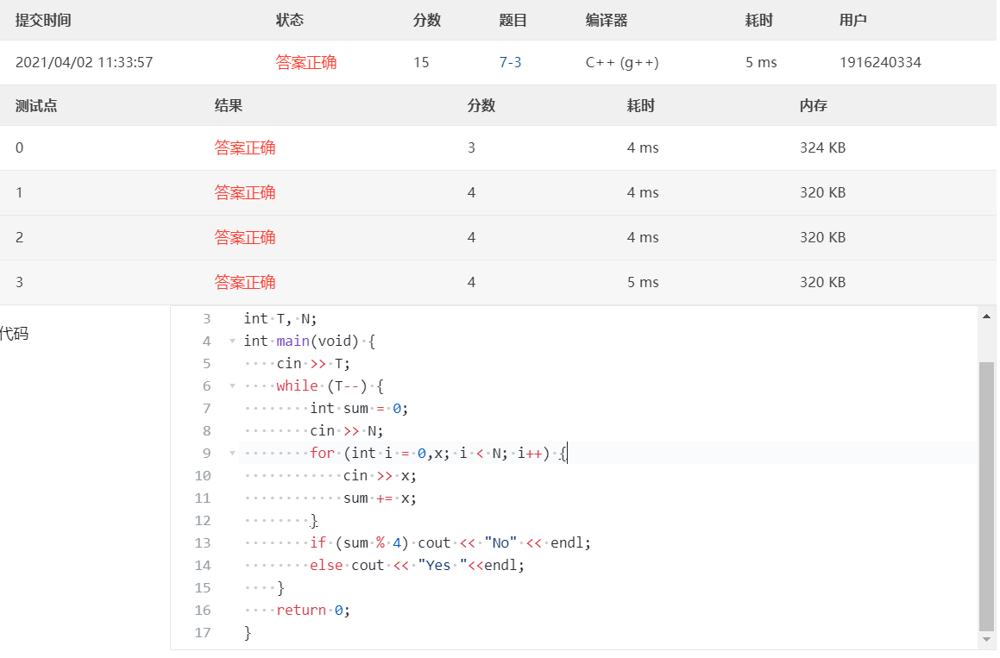 提交时间 状态 分数 题目 编译器 耗时 用户
2021/04/02 11:33:57 答案正确 15 7-3 C++ (g++) 5 ms 1916240334
测试点 结果 分数 耗时 内存
0 答案正确 3 4 ms 324 KB
1 答案正确 4 4 ms 320 KB
2 答案正确 4 4 ms 320 KB
3 答案正确 4 5 ms 320 KB
代码
3 int T, N;
4 int main(void) {
5     cin >> T;
6     while (T--) {
7         int sum = 0;
8         cin >> N;
9         for (int i = 0,x; i < N; i++) {
10             cin >> x;
11             sum += x;
12         }
13         if (sum % 4) cout << "No" << endl;
14         else cout << "Yes "<<endl;
15     }
16     return 0;
17 }